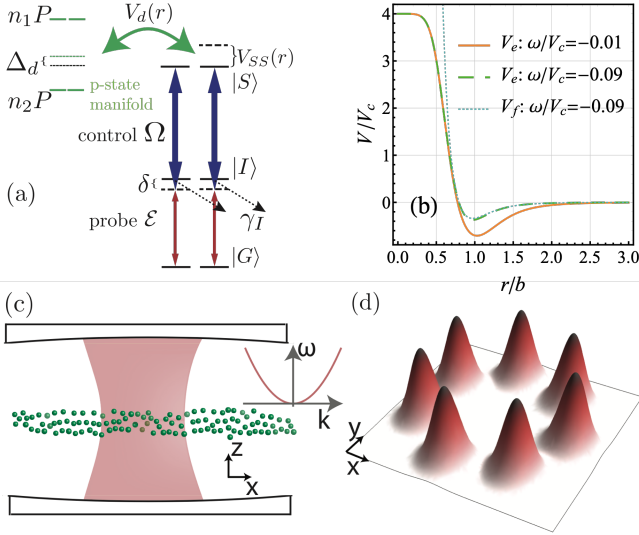 n₁P
V_d(r)
Δ_d{
}V_SS(r)
n₂P
p-state
manifold
|S⟩
control Ω
(a)
δ{
|I⟩
probe ℰ
γ_I
|G⟩
V/V_c
4
3
2
1
0
V_e: ω/V_c=−0.01
V_e: ω/V_c=−0.09
V_f: ω/V_c=−0.09
(b)
0.0 0.5 1.0 1.5 2.0 2.5 3.0
r/b
(c)
ω
k
z
x
(d)
y
x